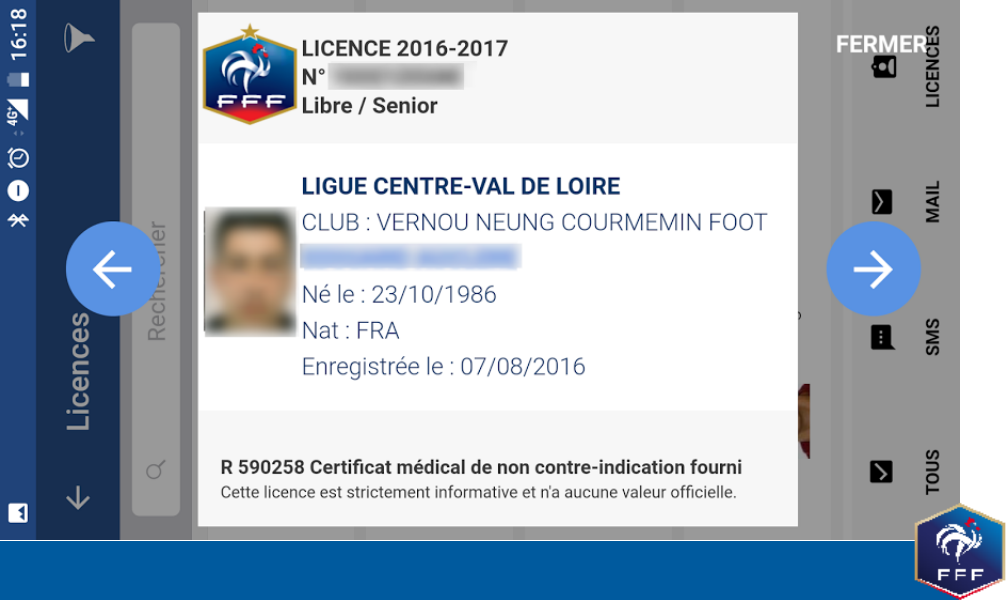 16:18
4G+
Licences
Rechercher
FFF
LICENCE 2016-2017
N°
Libre / Senior
LIGUE CENTRE-VAL DE LOIRE
CLUB : VERNOU NEUNG COURMEMIN FOOT
Né le : 23/10/1986
Nat : FRA
Enregistrée le : 07/08/2016
R 590258 Certificat médical de non contre-indication fourni
Cette licence est strictement informative et n'a aucune valeur officielle.
FERMER
LICENCES
MAIL
SMS
TOUS
FFF